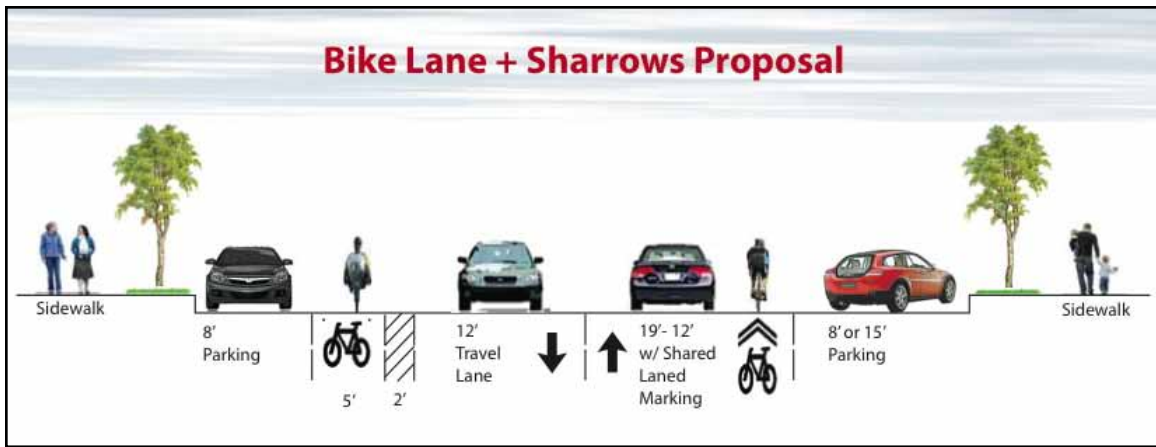 Bike Lane + Sharrows Proposal
Sidewalk
8'
Parking
5'
2'
12'
Travel
Lane
19'- 12'
w/ Shared
Laned
Marking
8' or 15'
Parking
Sidewalk